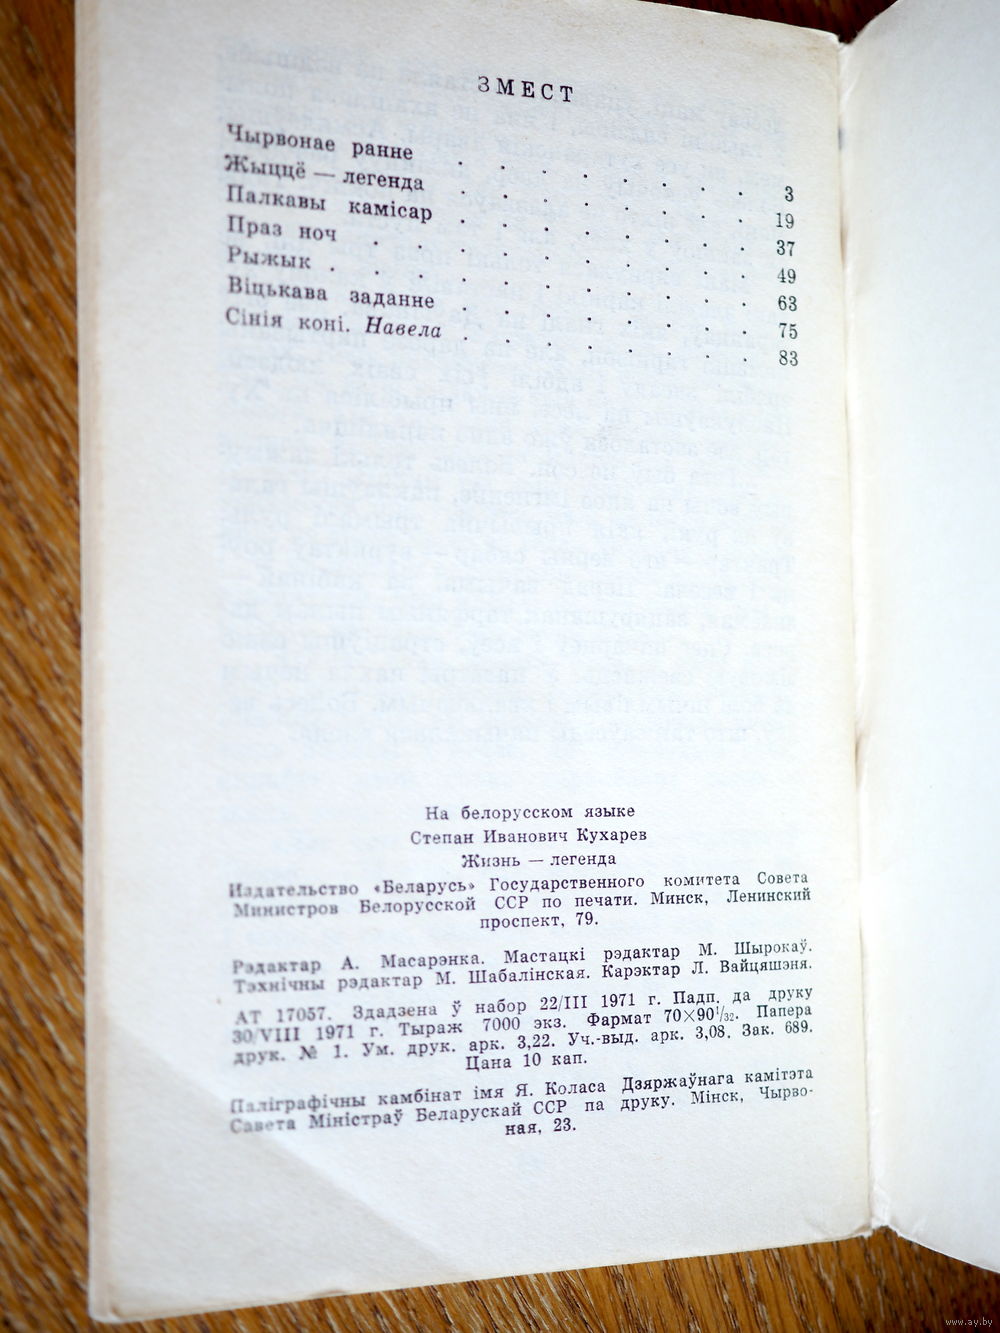 ЗМЕСТ
Чырвонае ранне . . . . . . . . 3
Жыццё — легенда . . . . . . . . 19
Палкавы камісар . . . . . . . . 37
Праз ноч . . . . . . . . . . 49
Рыжык . . . . . . . . . . . 63
Віцькава заданне . . . . . . . . 75
Сінія коні. Навела . . . . . . . . 83
На белорусском языке
Степан Иванович Кухарев
Жизнь — легенда
Издательство «Беларусь» Государственного комитета Совета
Министров Белорусской ССР по печати. Минск, Ленинский
проспект, 79.
Рэдактар А. Масарэнка. Мастацкі рэдактар М. Шырокаў.
Тэхнічны рэдактар М. Шабалінская. Карэктар Л. Вайцяшэня.
АТ 17057. Здадзена ў набор 22/III 1971 г. Падп. да друку
30/VIII 1971 г. Тыраж 7000 экз. Фармат 70×90¹/₃₂. Папера
друк. № 1. Ум. друк. арк. 3,22. Уч.-выд. арк. 3,08. Зак. 689.
Цана 10 кап.
Паліграфічны камбінат імя Я. Коласа Дзяржаўнага камітэта
Савета Міністраў Беларускай ССР па друку. Мінск, Чырво-
ная, 23.
www.ay.by